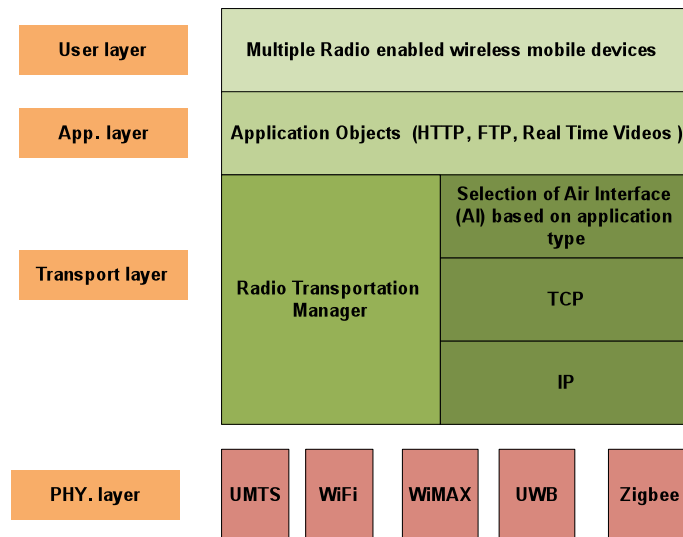 User layer
Multiple Radio enabled wireless mobile devices
App. layer
Application Objects (HTTP , FTP, Real Time Videos )
Transport layer
Radio Transportation
Manager
Selection of Air Interface
(AI) based on application
type
TCP
IP
PHY. layer
UMTS
WiFi
WiMAX
UWB
Zigbee